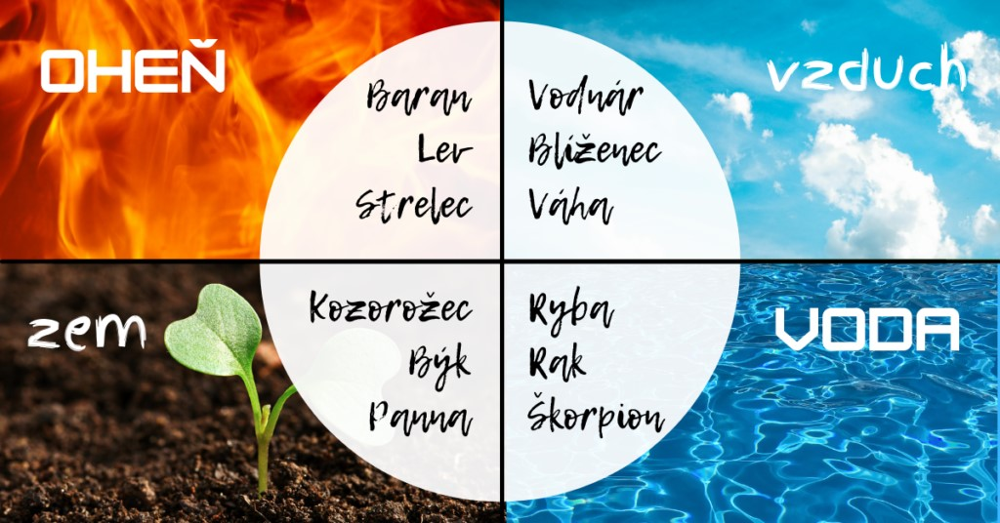 OHEŇ
Baran
Lev
Strelec
vzduch
Vodnár
Blíženec
Váha
zem
Kozorožec
Býk
Panna
VODA
Ryba
Rak
Škorpion